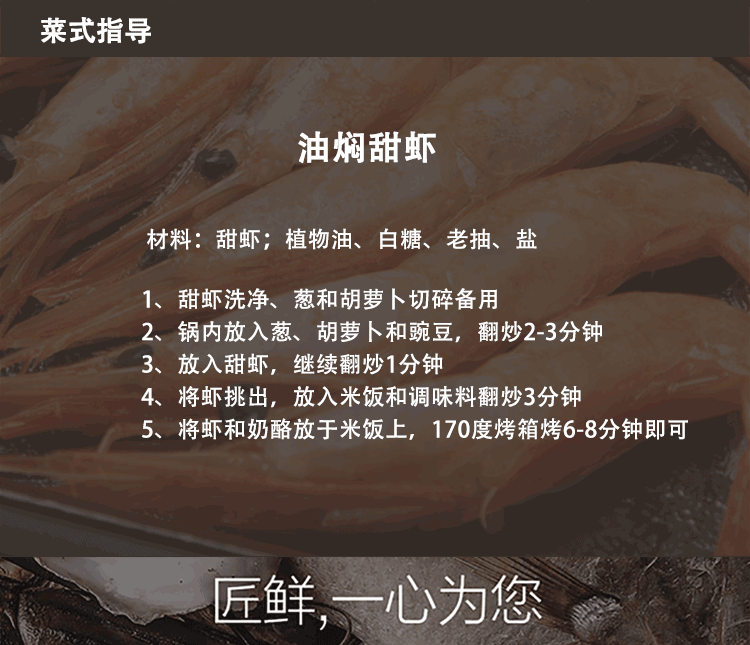 菜式指导
油焖甜虾
材料：甜虾；植物油、白糖、老抽、盐
1、甜虾洗净、葱和胡萝卜切碎备用
2、锅内放入葱、胡萝卜和豌豆，翻炒2-3分钟
3、放入甜虾，继续翻炒1分钟
4、将虾挑出，放入米饭和调味料翻炒3分钟
5、将虾和奶酪放于米饭上，170度烤箱烤6-8分钟即可
匠鲜,一心为您